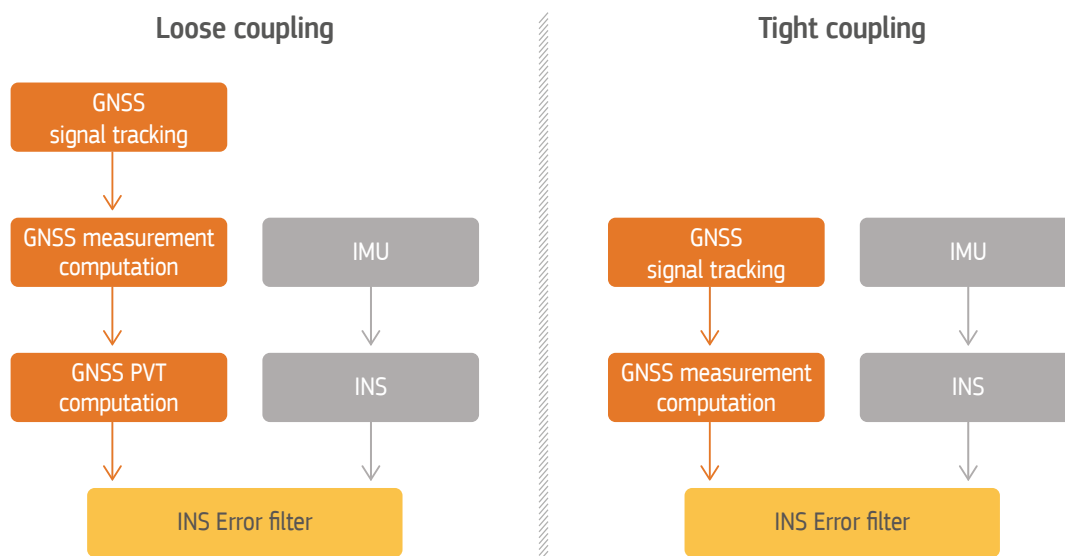 Loose coupling
GNSS
signal tracking
GNSS measurement
computation
IMU
GNSS PVT
computation
INS
INS Error filter
Tight coupling
GNSS
signal tracking
IMU
GNSS measurement
computation
INS
INS Error filter